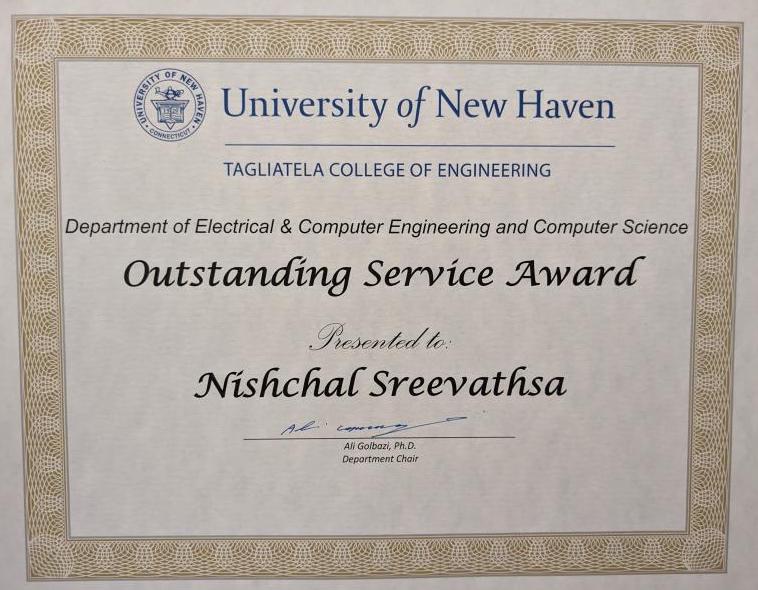 UNIVERSITY OF NEW HAVEN
CONNECTICUT
University of New Haven
TAGLIATELA COLLEGE OF ENGINEERING
Department of Electrical & Computer Engineering and Computer Science
Outstanding Service Award
Presented to:
Nishchal Sreevathsa
Ali Golbazi, Ph.D.
Department Chair